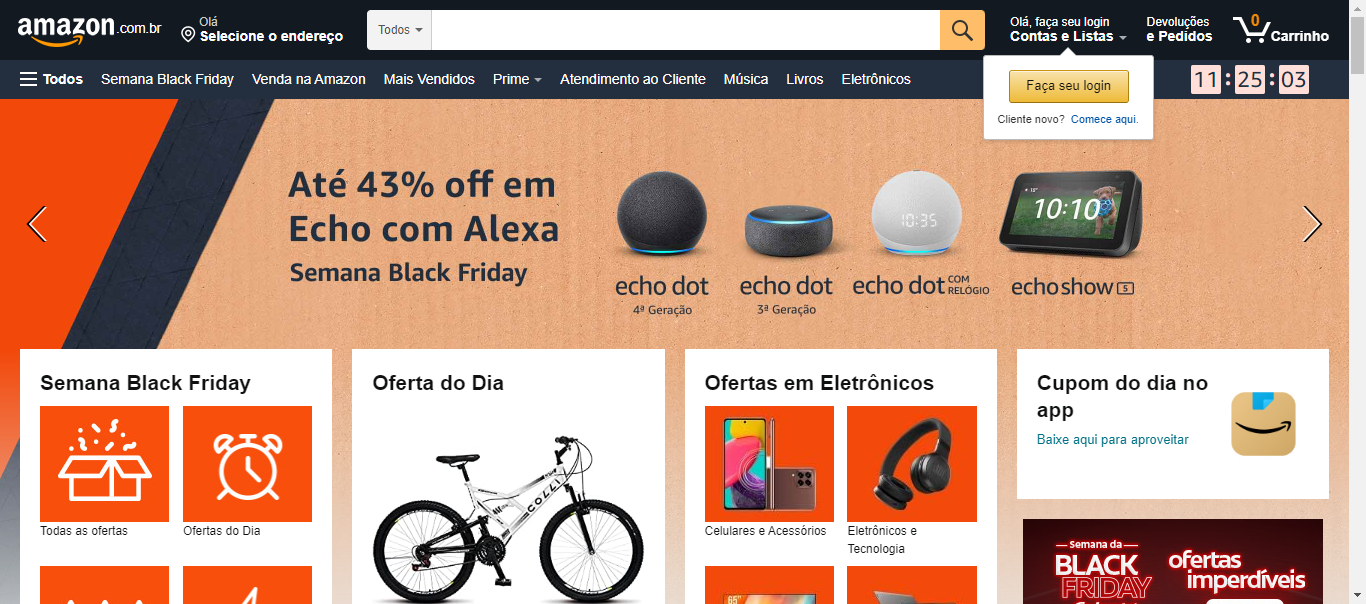 amazon.com.br
Olá
Selecione o endereço
Todos
Olá, faça seu login
Contas e Listas
Devoluções
e Pedidos
0
Carrinho
Todos
Semana Black Friday
Venda na Amazon
Mais Vendidos
Prime
Atendimento ao Cliente
Música
Livros
Eletrônicos
11 : 25 : 03
Faça seu login
Cliente novo? Comece aqui.
Até 43% off em
Echo com Alexa
Semana Black Friday
10:35
10:10
echo dot
4ª Geração
echo dot
3ª Geração
echo dot COM
RELÓGIO
echo show 5
Semana Black Friday
Todas as ofertas
Ofertas do Dia
Oferta do Dia
COLLI
Ofertas em Eletrônicos
Celulares e Acessórios
Eletrônicos e
Tecnologia
65"
Cupom do dia no
app
Baixe aqui para aproveitar
Semana da
BLACK
FRIDAY
ofertas
imperdíveis